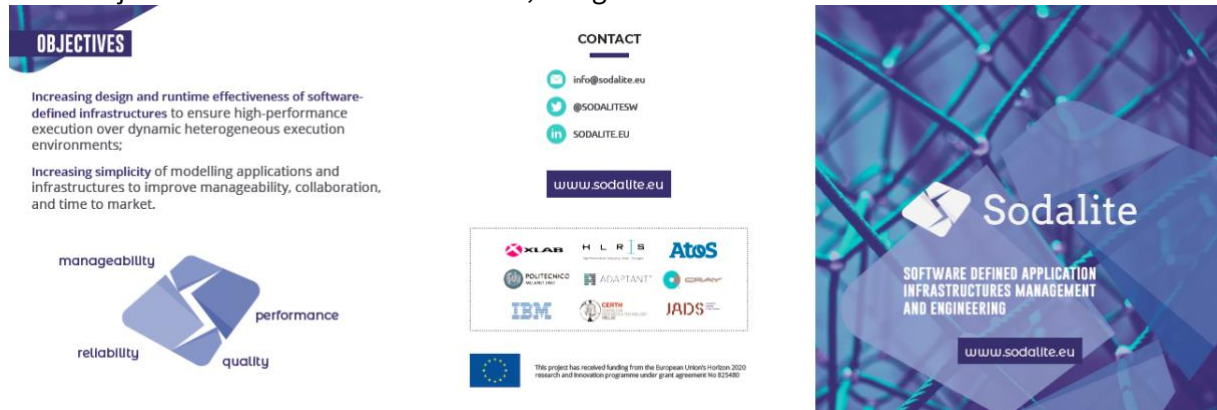 OBJECTIVES
Increasing design and runtime effectiveness of software-
defined infrastructures to ensure high-performance
execution over dynamic heterogeneous execution
environments;
Increasing simplicity of modelling applications and
infrastructures to improve manageability, collaboration,
and time to market.
manageability
performance
reliability
quality
CONTACT
info@sodalite.eu
@SODALITESW
in SODALITE.EU
www.sodalite.eu
XLAB
H L R I S
Atos
POLITECNICO
MILANO 1863
ADAPTANT
CRAY
IBM
CERTH
HELLAS
JADS
This project has received funding from the European Union's Horizon 2020
research and Innovation programme under grant agreement No 825480
Sodalite
SOFTWARE DEFINED APPLICATION
INFRASTRUCTURES MANAGEMENT
AND ENGINEERING
www.sodalite.eu